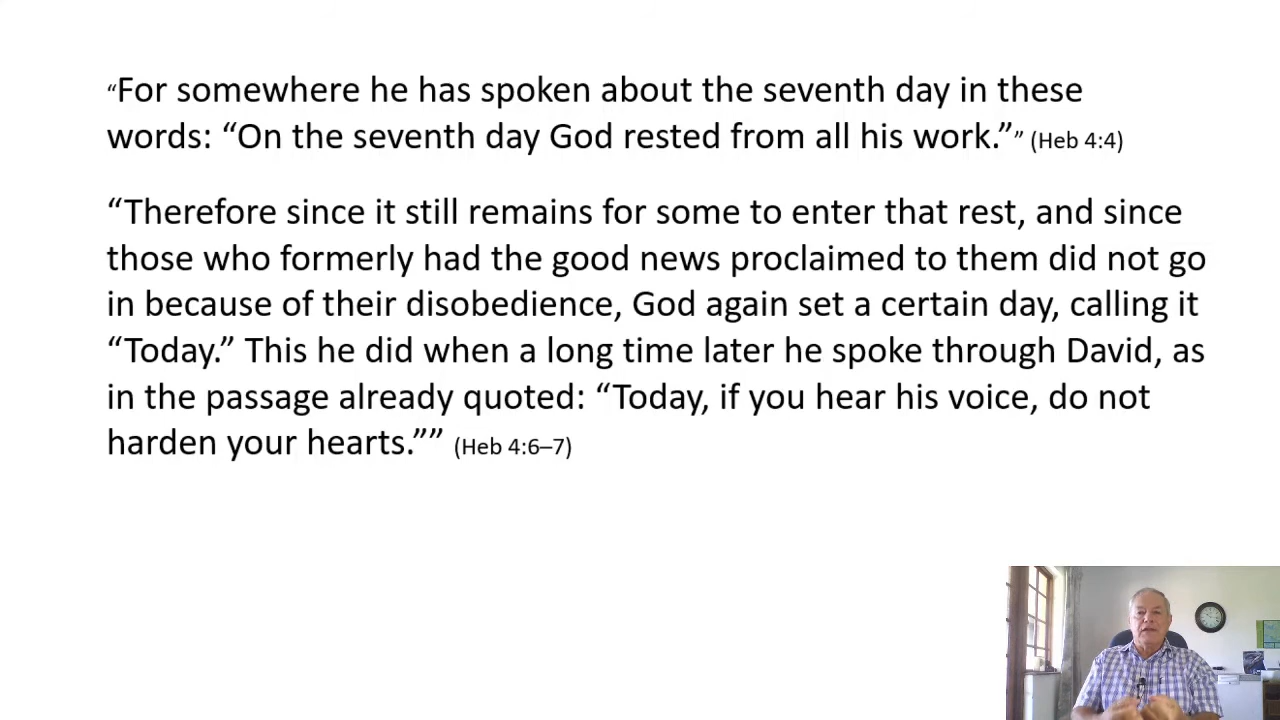 “For somewhere he has spoken about the seventh day in these
words: “On the seventh day God rested from all his work.”” (Heb 4:4)
“Therefore since it still remains for some to enter that rest, and since
those who formerly had the good news proclaimed to them did not go
in because of their disobedience, God again set a certain day, calling it
“Today.” This he did when a long time later he spoke through David, as
in the passage already quoted: “Today, if you hear his voice, do not
harden your hearts.”” (Heb 4:6–7)